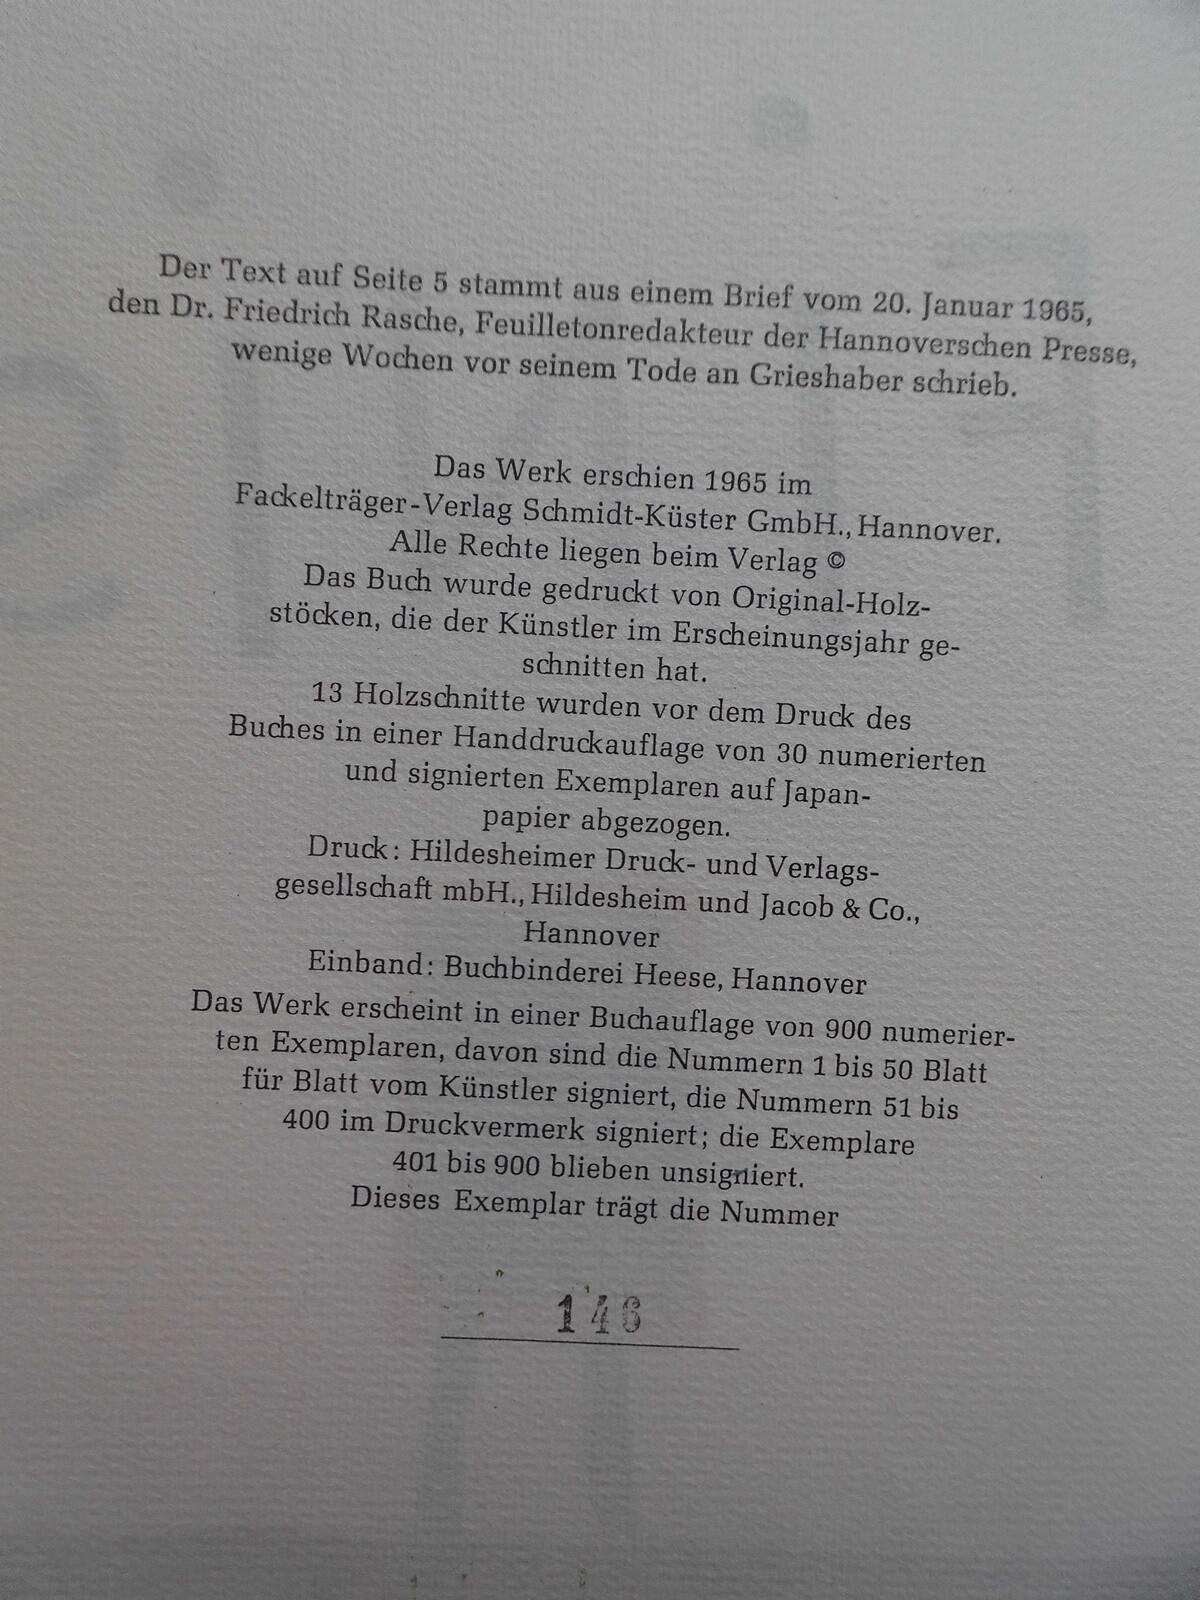 Der Text auf Seite 5 stammt aus einem Brief vom 20. Januar 1965,
den Dr. Friedrich Rasche, Feuilletonredakteur der Hannoverschen Presse,
wenige Wochen vor seinem Tode an Grieshaber schrieb.
Das Werk erschien 1965 im
Fackelträger-Verlag Schmidt-Küster GmbH., Hannover.
Alle Rechte liegen beim Verlag ©
Das Buch wurde gedruckt von Original-Holz-
stöcken, die der Künstler im Erscheinungsjahr ge-
schnitten hat.
13 Holzschnitte wurden vor dem Druck des
Buches in einer Handdruckauflage von 30 numerierten
und signierten Exemplaren auf Japan-
papier abgezogen.
Druck: Hildesheimer Druck- und Verlags-
gesellschaft mbH., Hildesheim und Jacob & Co.,
Hannover
Einband: Buchbinderei Heese, Hannover
Das Werk erscheint in einer Buchauflage von 900 numerier-
ten Exemplaren, davon sind die Nummern 1 bis 50 Blatt
für Blatt vom Künstler signiert, die Nummern 51 bis
400 im Druckvermerk signiert; die Exemplare
401 bis 900 blieben unsigniert.
Dieses Exemplar trägt die Nummer
146